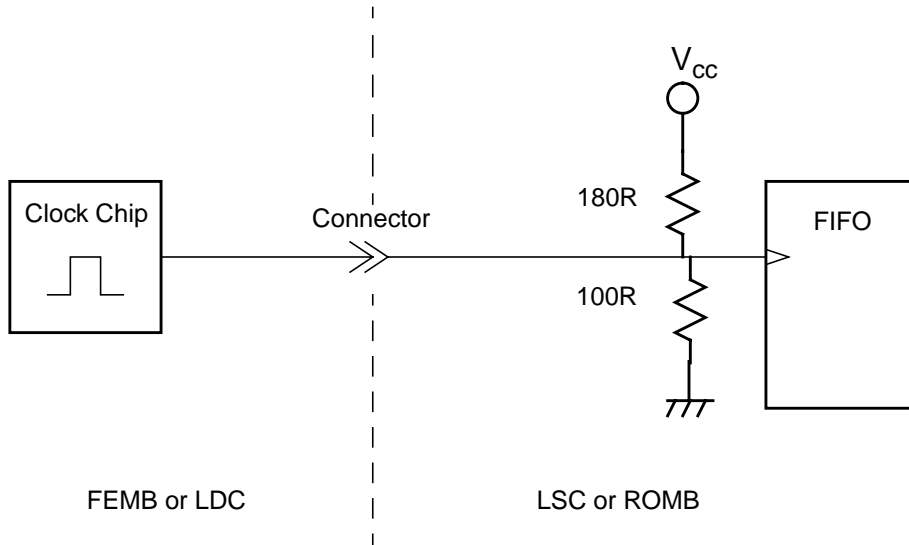 Vcc
180R
Clock Chip
Connector
FIFO
100R
FEMB or LDC
LSC or ROMB